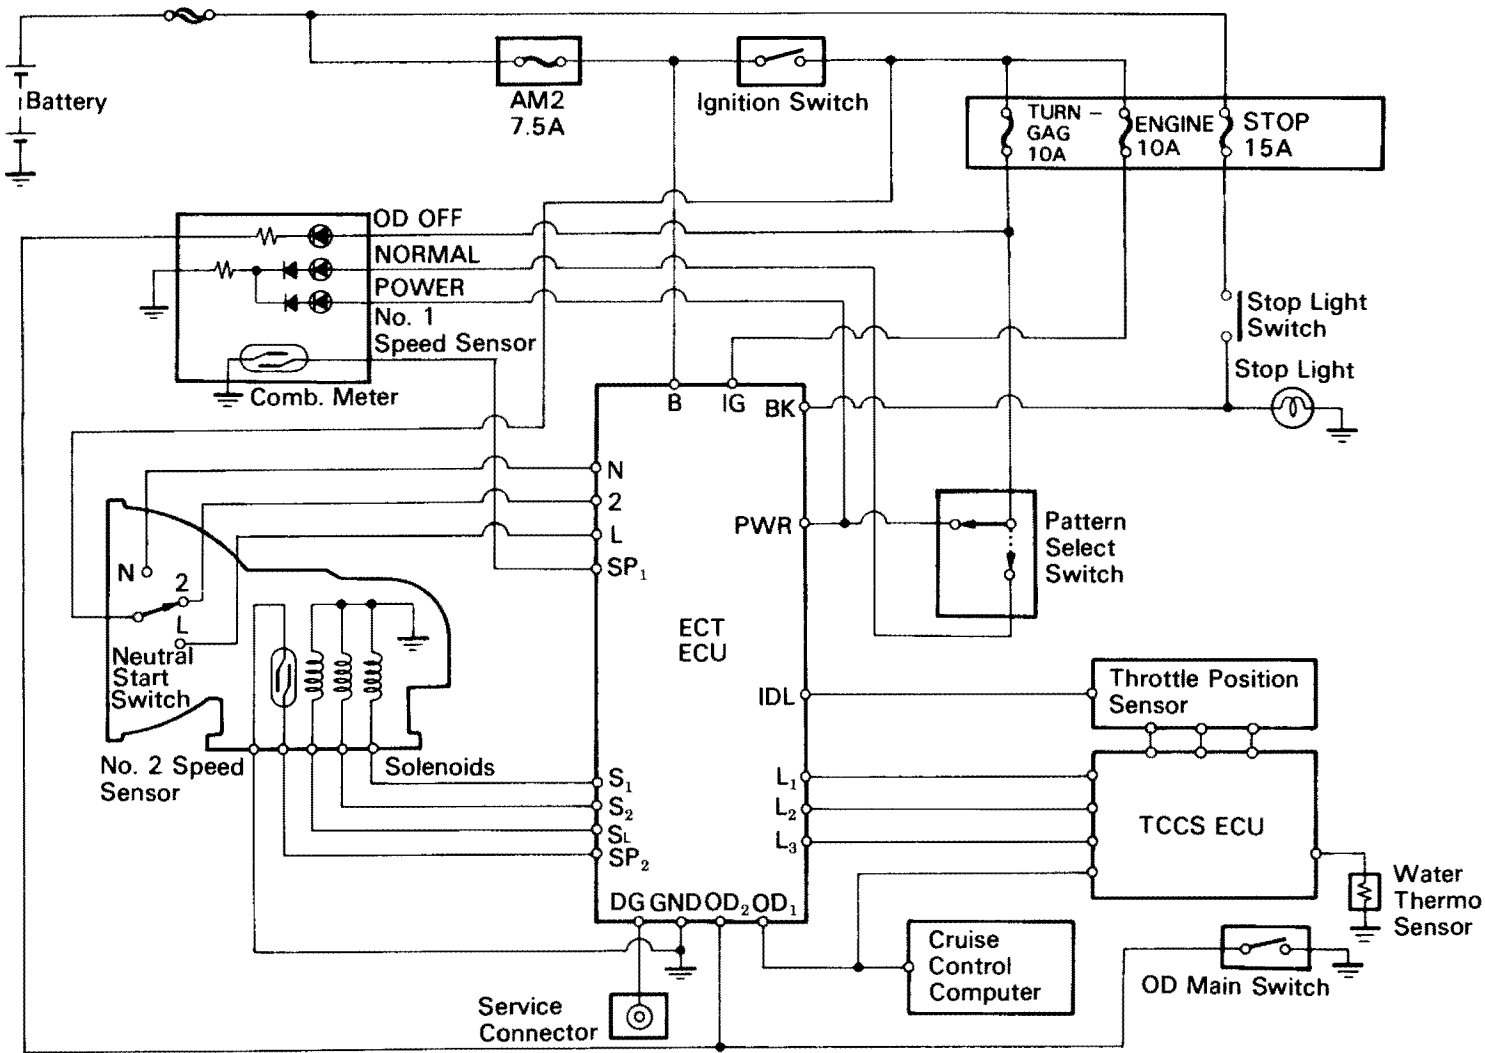 Battery
AM2
7.5A
Ignition Switch
TURN –
GAG
10A
ENGINE
10A
STOP
15A
OD OFF
NORMAL
POWER
No. 1
Speed Sensor
Comb. Meter
Stop Light
Switch
Stop Light
B
IG
BK
N
2
L
SP₁
PWR
Pattern
Select
Switch
N
2
L
Neutral
Start
Switch
ECT
ECU
IDL
Throttle Position
Sensor
No. 2 Speed
Sensor
Solenoids
S₁
S₂
SL
SP₂
L₁
L₂
L₃
TCCS ECU
Water
Thermo
Sensor
DG GND OD₂ OD₁
Cruise
Control
Computer
OD Main Switch
Service
Connector